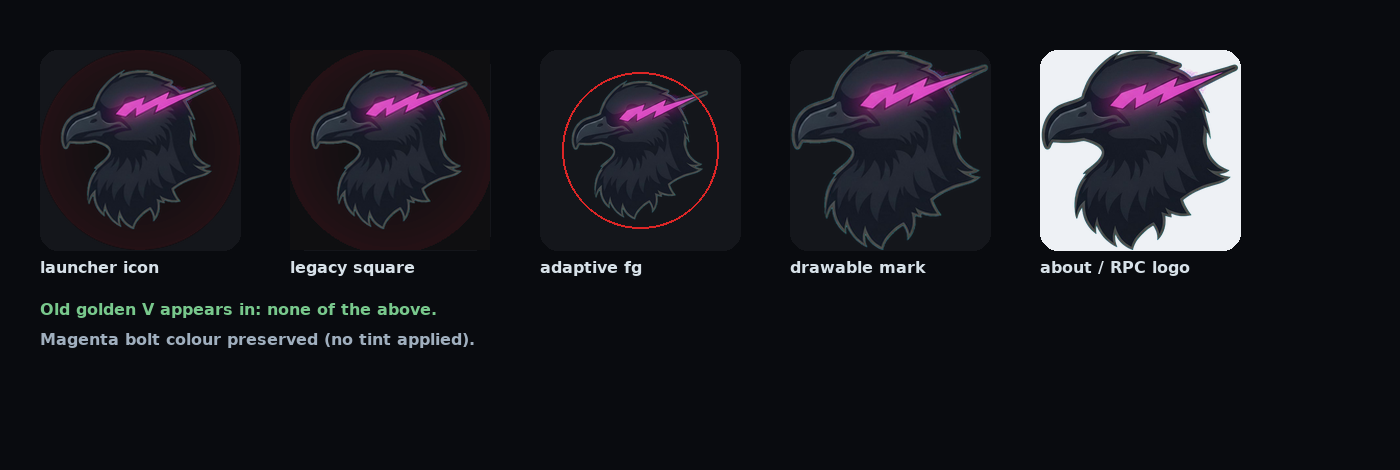 launcher icon
legacy square
adaptive fg
drawable mark
about / RPC logo
Old golden V appears in: none of the above.
Magenta bolt colour preserved (no tint applied).